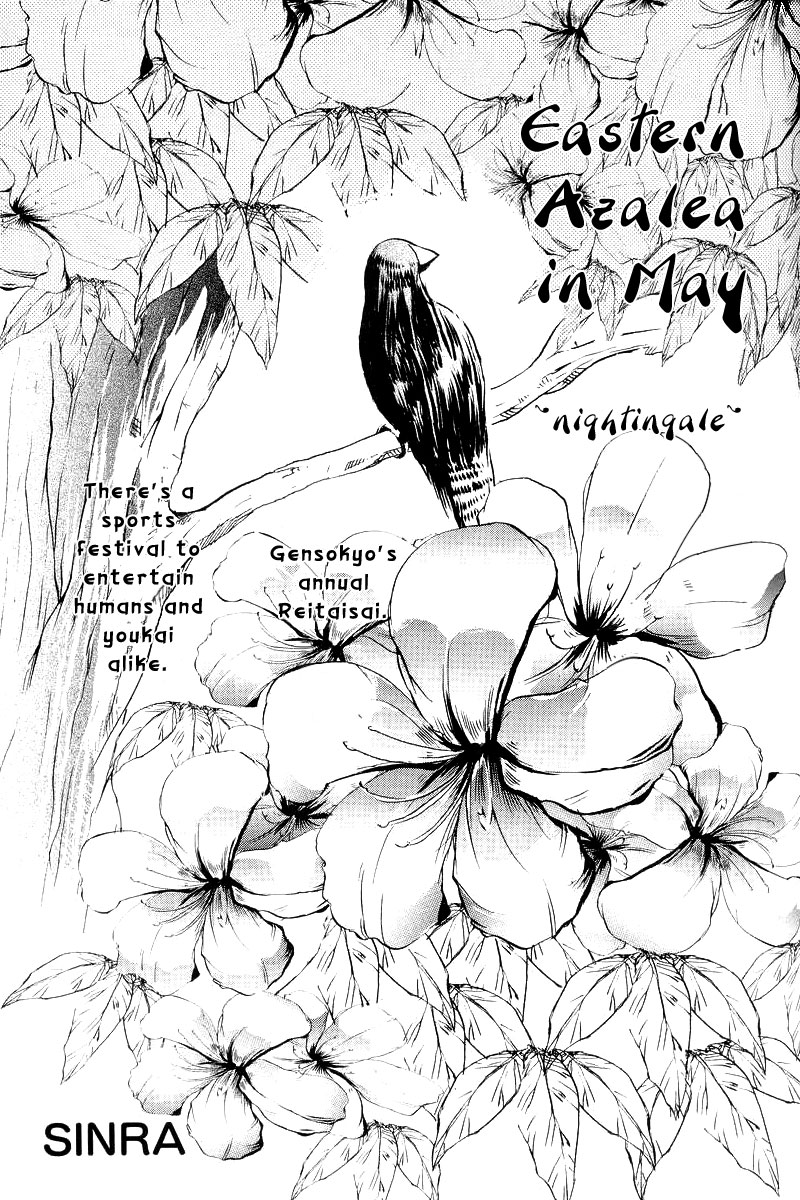 Eastern
Azalea
in May
~nightingale~
Gensokyo's
annual
Reitaisai.
There's a
sports
festival to
entertain
humans and
youkai
alike.
SINRA